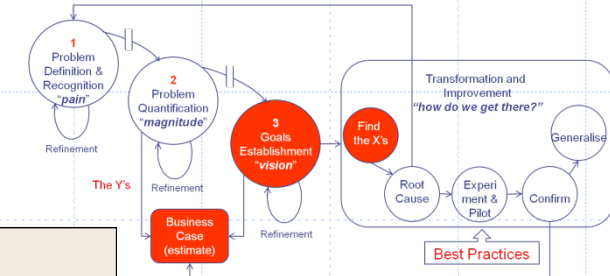 1
Problem
Definition &
Recognition
"pain"
Refinement
2
Problem
Quantification
"magnitude"
Refinement
The Y's
3
Goals
Establishment
"vision"
Refinement
Business
Case
(estimate)
Transformation and
Improvement
"how do we get there?"
Find
the X's
Root
Cause
Experi
ment &
Pilot
Confirm
Generalise
Best Practices